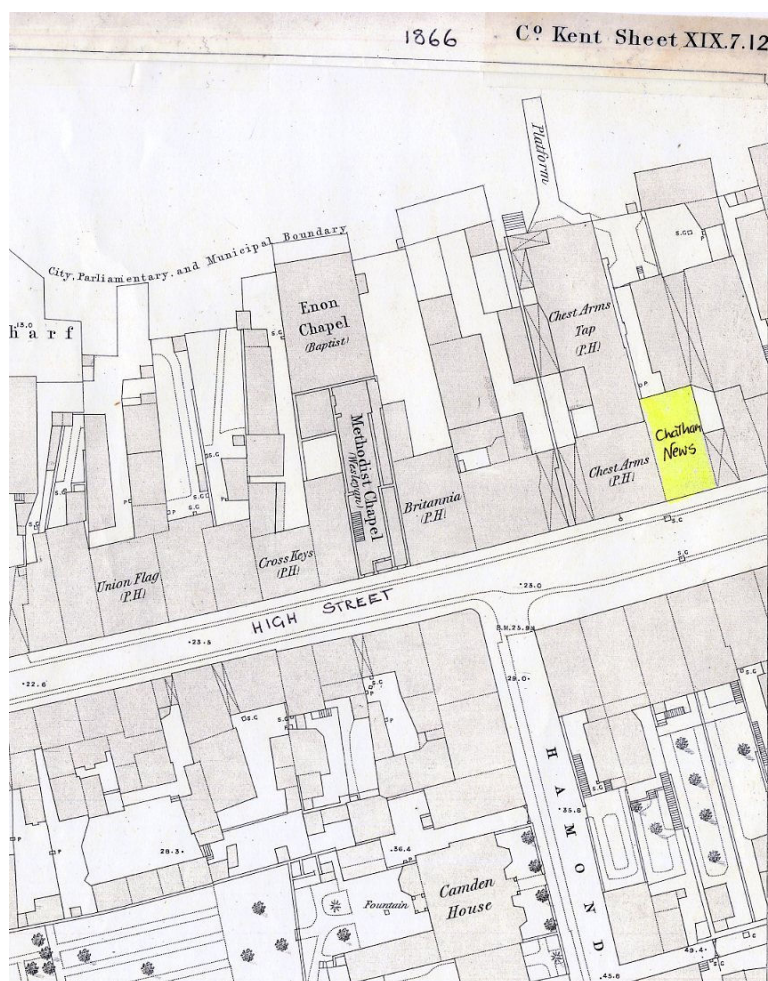 1866
Co. Kent Sheet XIX.7.12
Platform
City, Parliamentary, and Municipal Boundary
13.0
harf
Enon
Chapel
(Baptist)
S.C
Chest Arms
Tap
(P.H)
S.C
P
P
Methodist Chapel
(Wesleyan)
Chatham
News
Chest Arms
(P.H)
Britannia
(P.H)
S.C
S.C
S.C
P
P
S.C
P
S.C
Cross Keys
(P.H)
Union Flag
(P.H)
S.C
S.C
HIGH STREET
23.0
23.5
22.6
29.0
HAMOND
S.C
P
S.C
S.C
P
P
S.C
S.C
35.8
28.3
36.4
P
P
P
Camden
House
Fountain
49.4
S.C
45.8